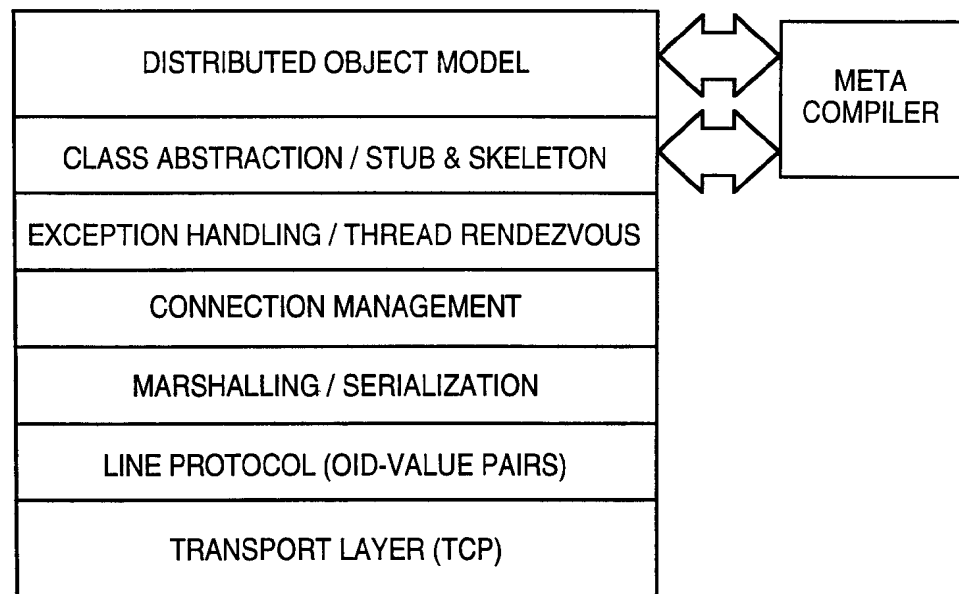 DISTRIBUTED OBJECT MODEL
META
COMPILER
CLASS ABSTRACTION / STUB & SKELETON
EXCEPTION HANDLING / THREAD RENDEZVOUS
CONNECTION MANAGEMENT
MARSHALLING / SERIALIZATION
LINE PROTOCOL (OID-VALUE PAIRS)
TRANSPORT LAYER (TCP)